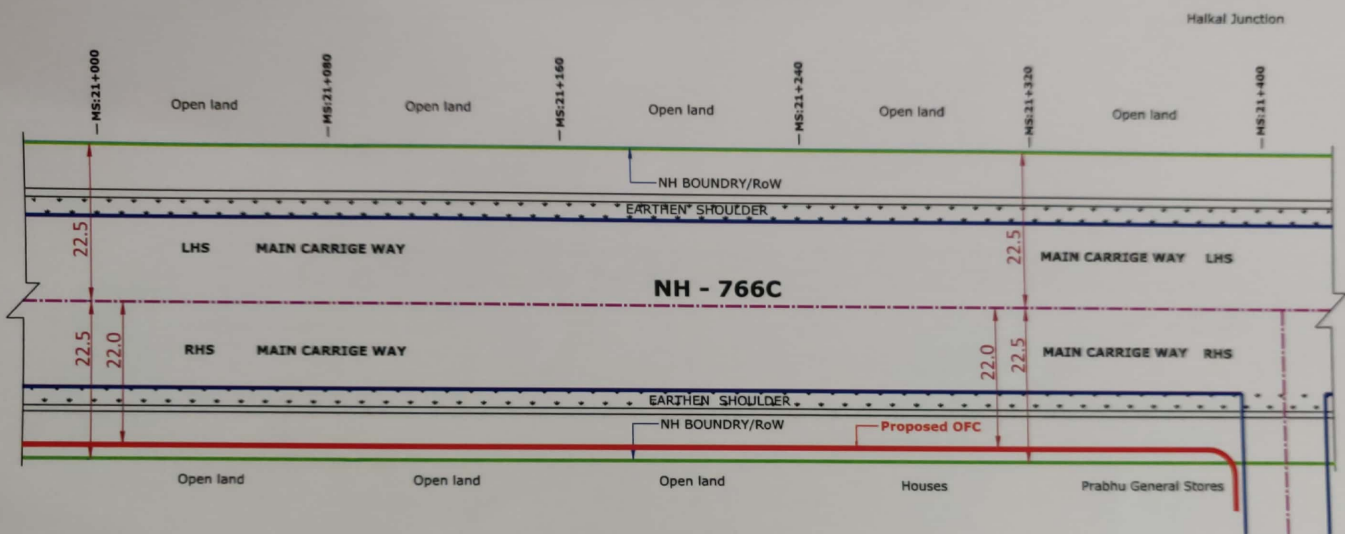 Halkal Junction
MS:21+000
Open land
MS:21+080
Open land
MS:21+160
Open land
MS:21+240
Open land
MS:21+320
Open land
MS:21+400
NH BOUNDRY/RoW
EARTHEN SHOULDER
22.5
LHS MAIN CARRIGE WAY
22.5
MAIN CARRIGE WAY LHS
NH - 766C
22.5
22.0
RHS MAIN CARRIGE WAY
22.0
22.5
MAIN CARRIGE WAY RHS
EARTHEN SHOULDER
NH BOUNDRY/RoW
Proposed OFC
Open land
Open land
Open land
Houses
Prabhu General Stores